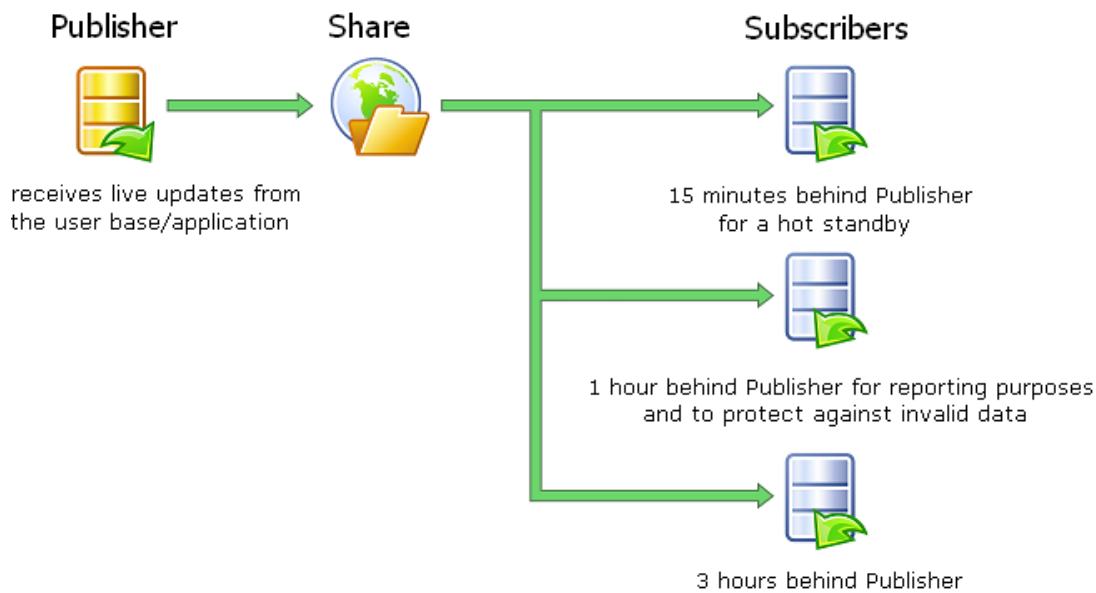 Publisher
Share
Subscribers
receives live updates from
the user base/application
15 minutes behind Publisher
for a hot standby
1 hour behind Publisher for reporting purposes
and to protect against invalid data
3 hours behind Publisher